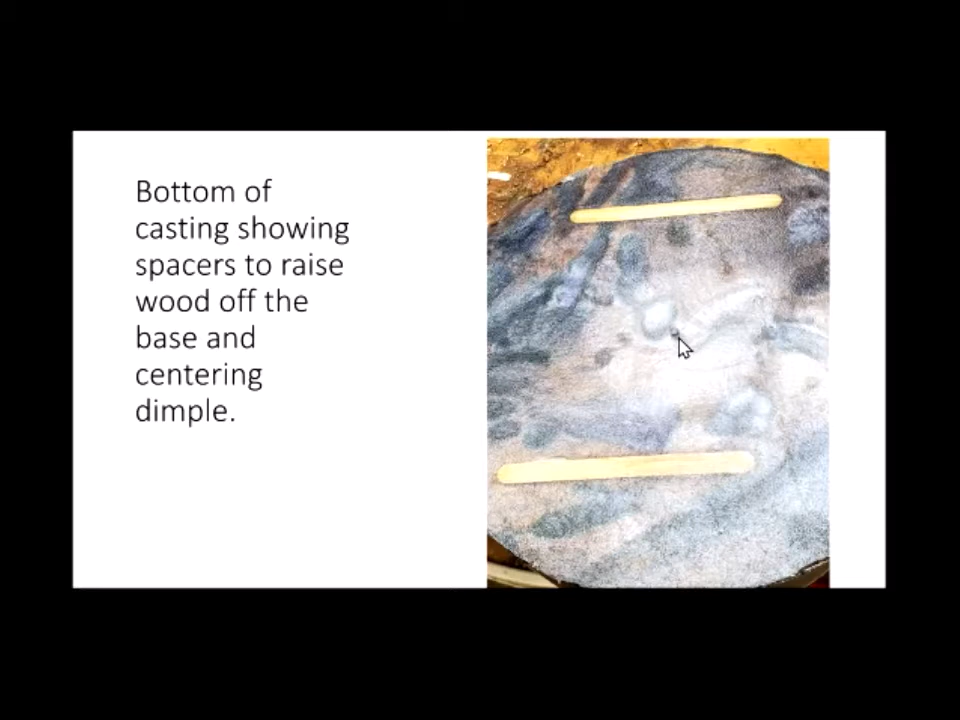 Bottom of
casting showing
spacers to raise
wood off the
base and
centering
dimple.